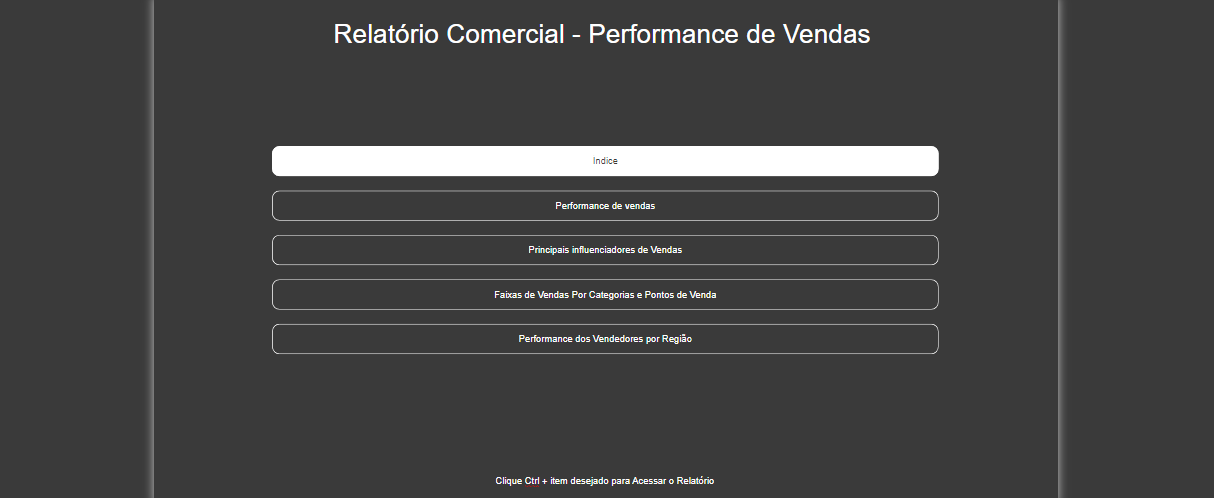 Relatório Comercial - Performance de Vendas
Indice
Performance de vendas
Principais influenciadores de Vendas
Faixas de Vendas Por Categorias e Pontos de Venda
Performance dos Vendedores por Região
Clique Ctrl + item desejado para Acessar o Relatório